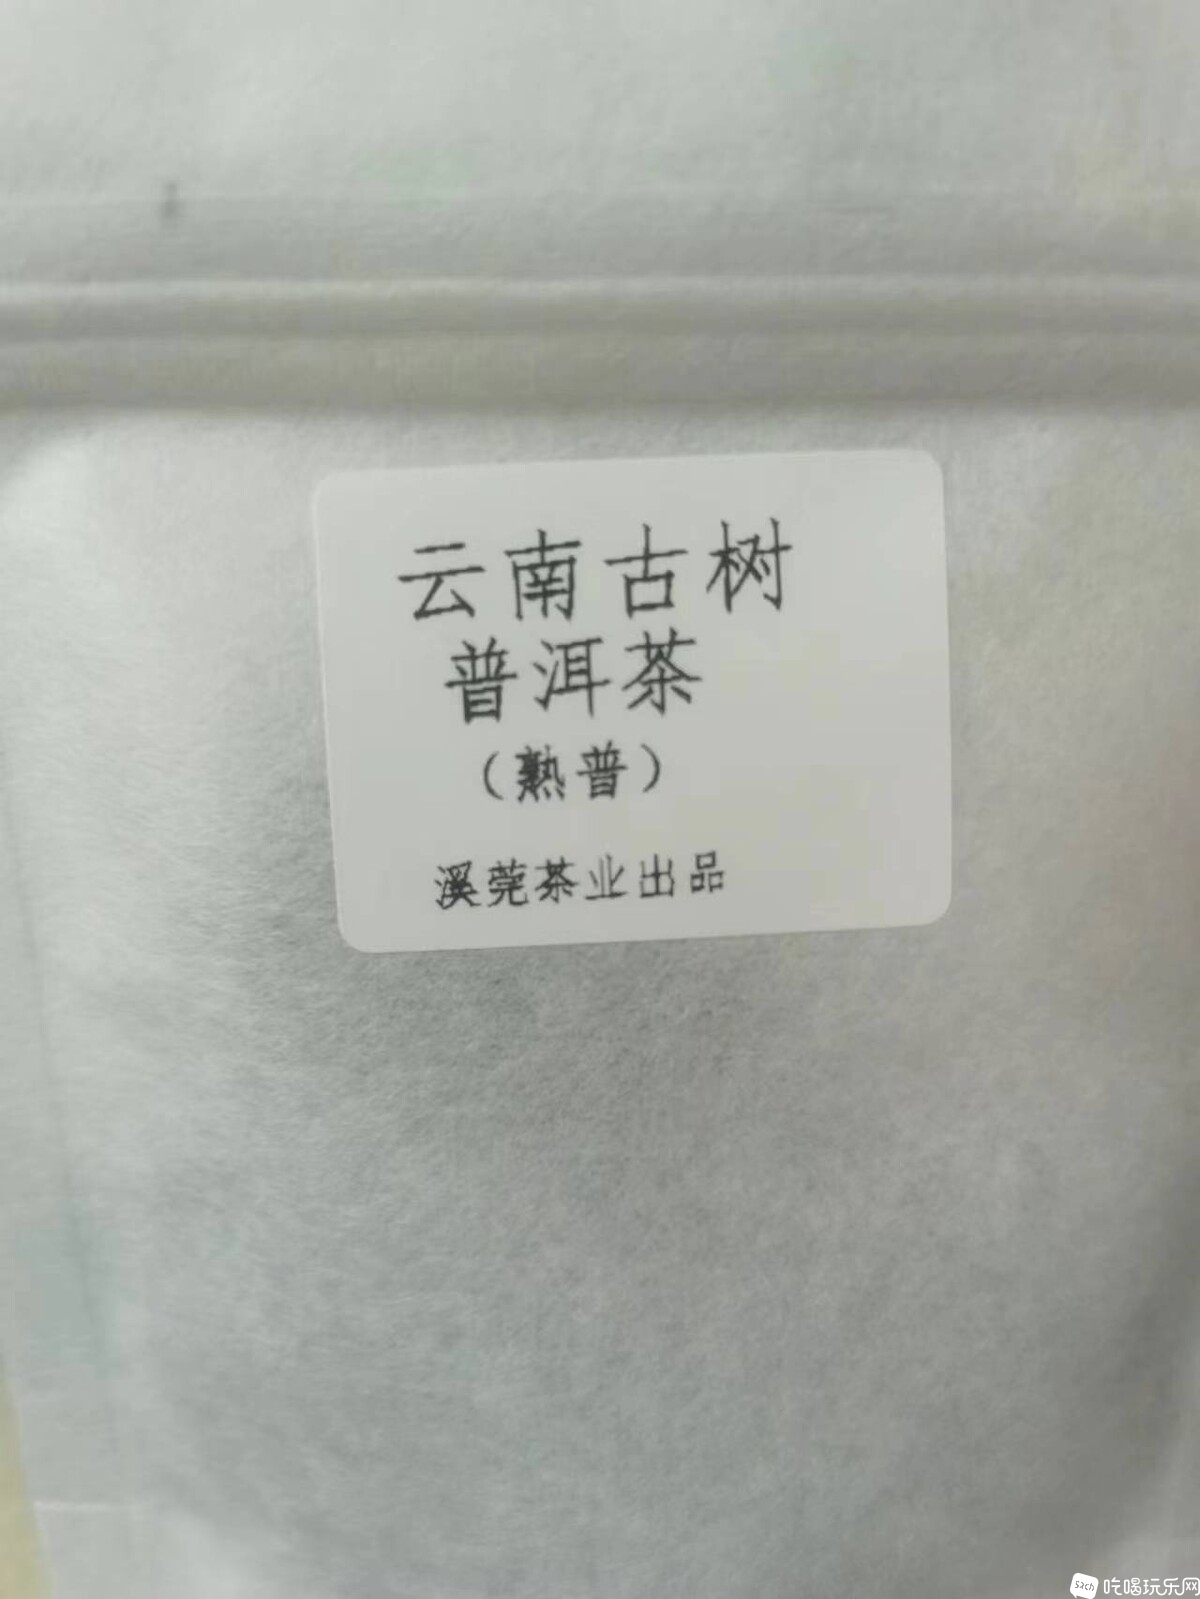 云南古树
普洱茶
（熟普）
溪莞茶业出品
szch 吃喝玩乐网